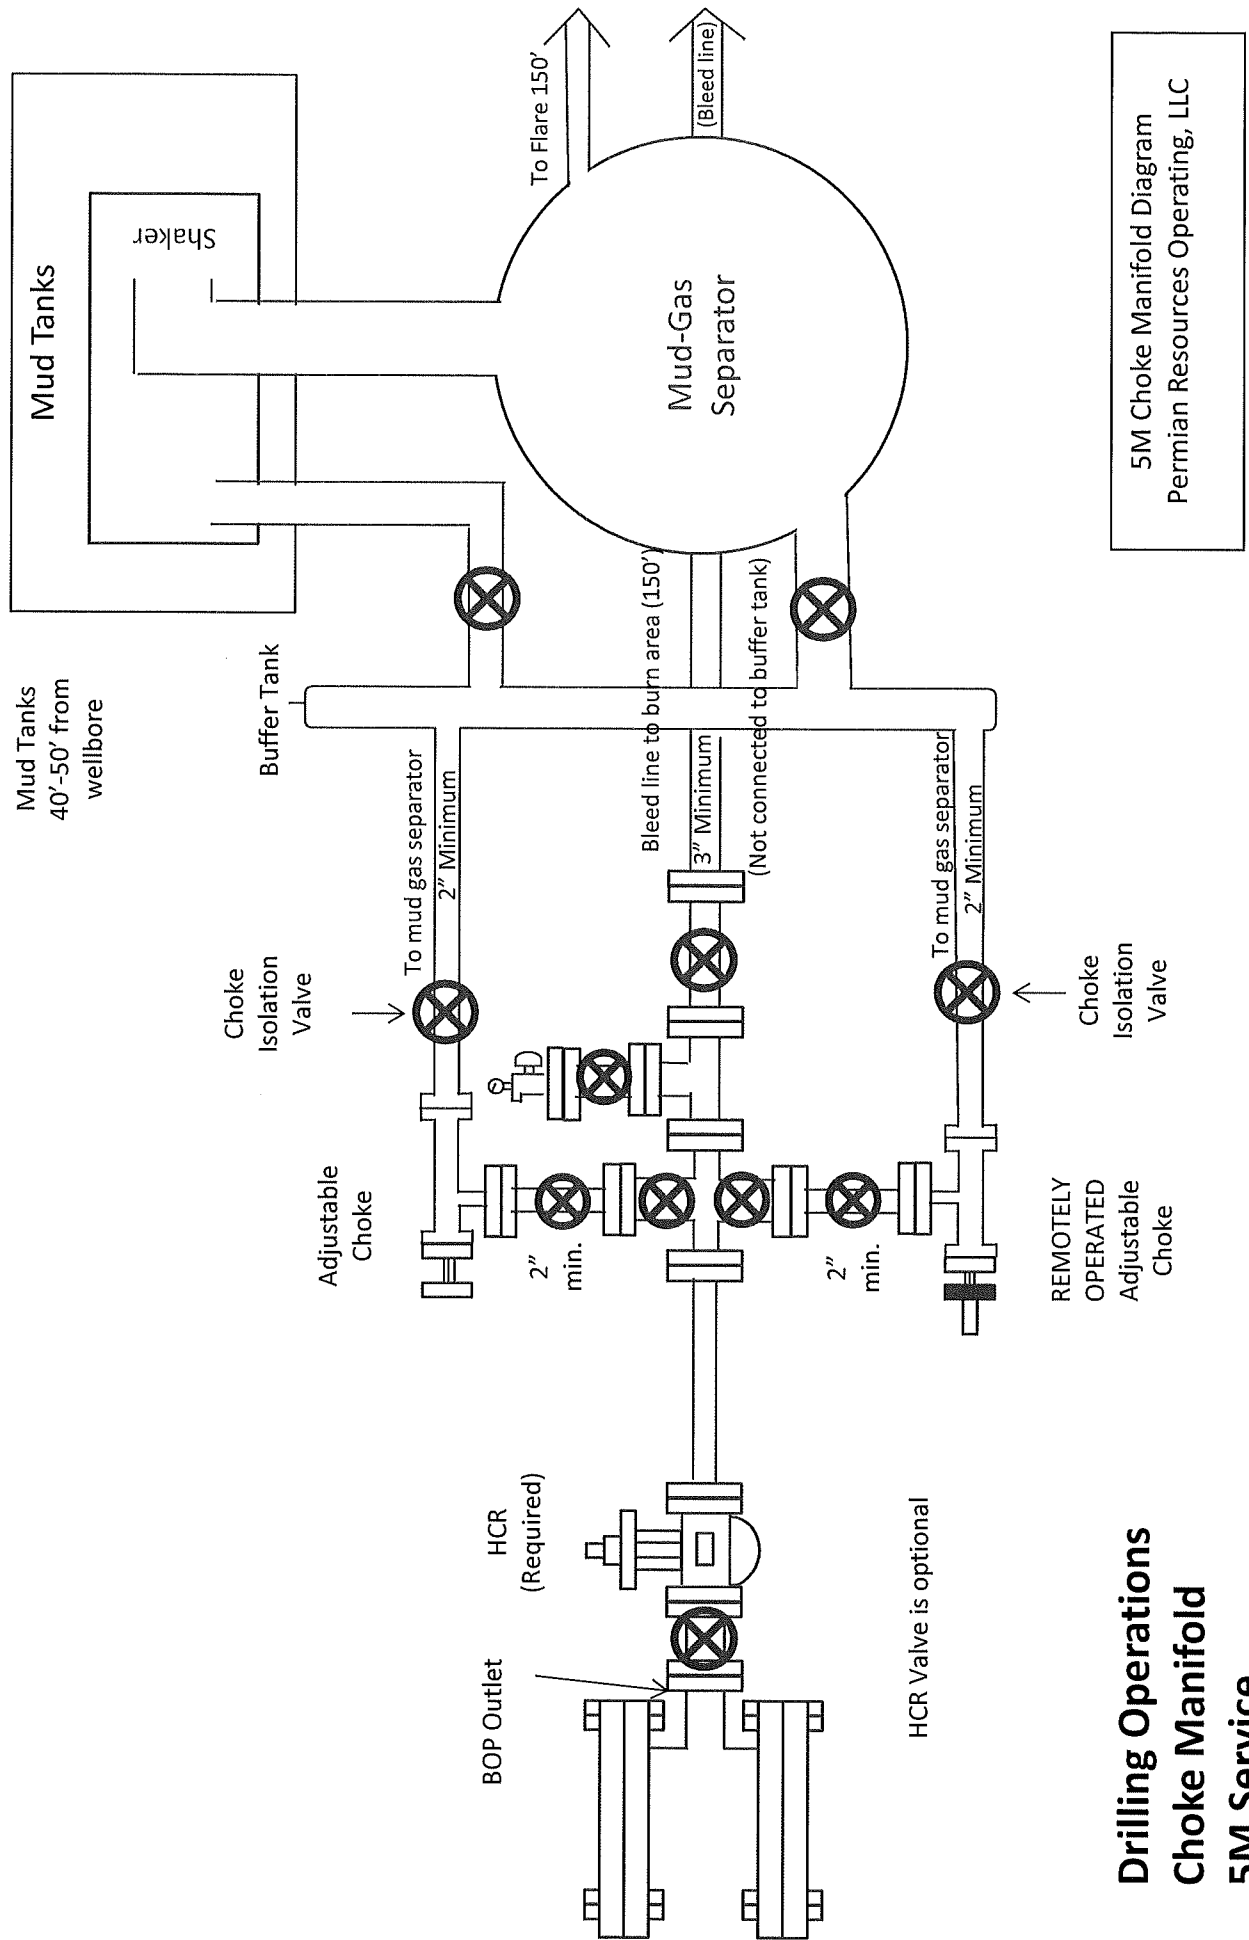 Mud Tanks
40'-50' from
wellbore
Mud Tanks
Shaker
Buffer Tank
To Flare 150'
(Bleed line)
Mud-Gas
Separator
Choke
Isolation
Valve
To mud gas separator
2" Minimum
Bleed line to burn area (150')
3" Minimum
(Not connected to buffer tank)
To mud gas separator
2" Minimum
Choke
Isolation
Valve
Adjustable
Choke
2"
min.
2"
min.
REMOTELY
OPERATED
Adjustable
Choke
HCR
(Required)
BOP Outlet
HCR Valve is optional
Drilling Operations
Choke Manifold
5M Service
5M Choke Manifold Diagram
Permian Resources Operating, LLC